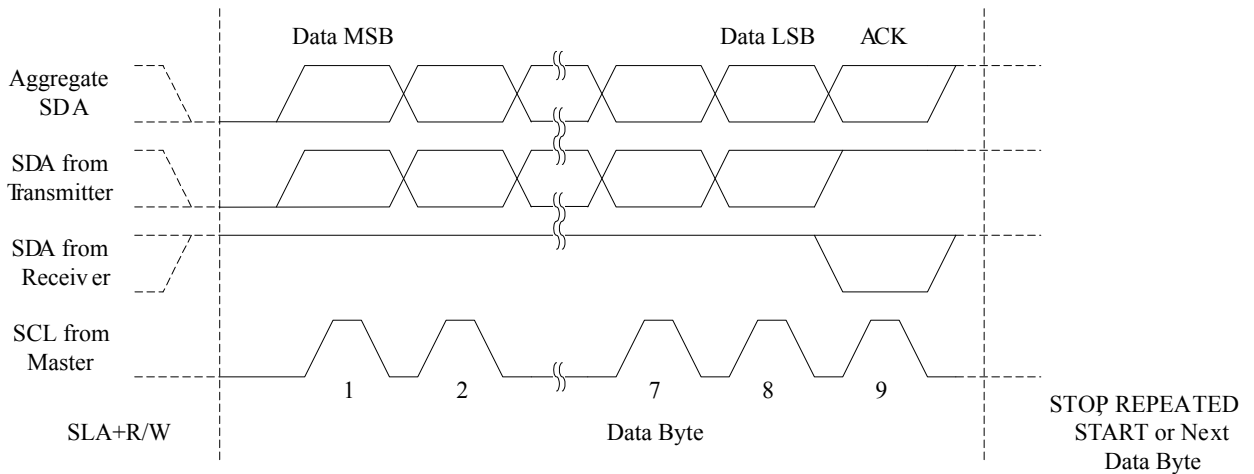 Data MSB
Data LSB
ACK
Aggregate
SDA
SDA from
Transmitter
SDA from
Receiver
SCL from
Master
1
2
7
8
9
SLA+R/W
Data Byte
STOP, REPEATED
START or Next
Data Byte